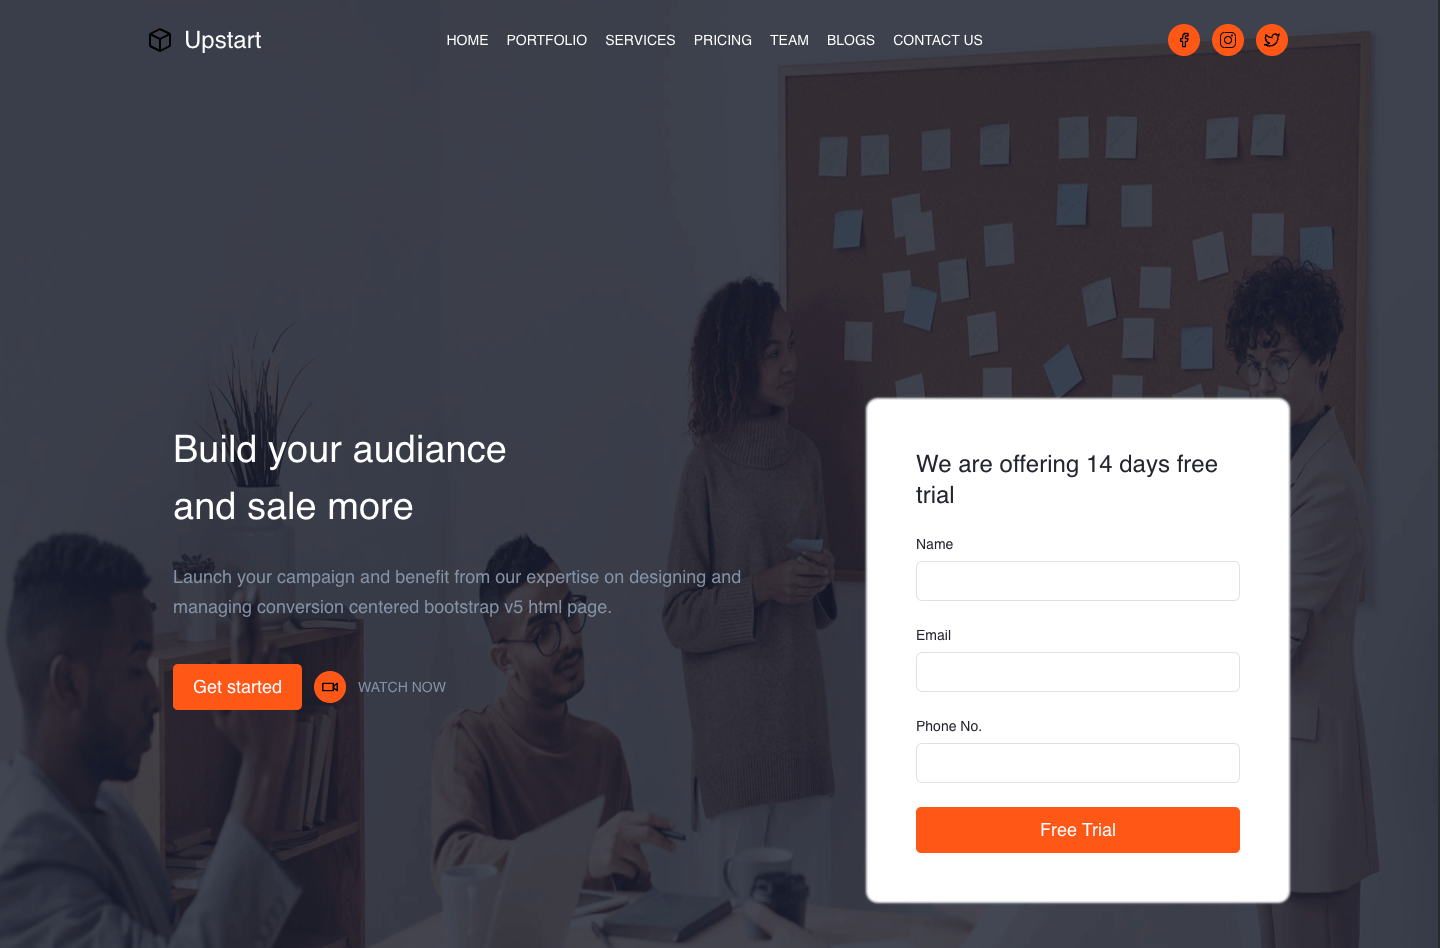 Upstart
HOME PORTFOLIO SERVICES PRICING TEAM BLOGS CONTACT US
Build your audiance
and sale more
Launch your campaign and benefit from our expertise on designing and
managing conversion centered bootstrap v5 html page.
Get started
WATCH NOW
We are offering 14 days free
trial
Name
Email
Phone No.
Free Trial